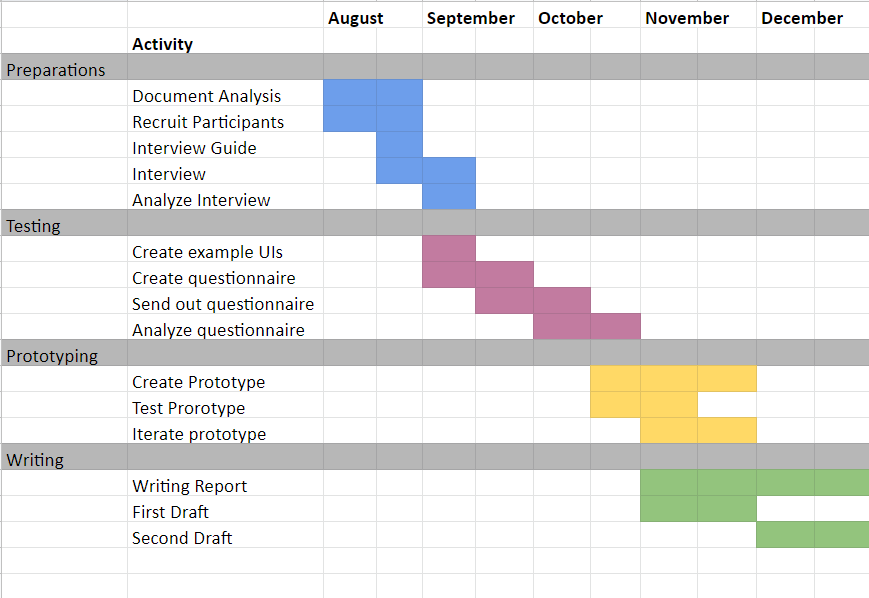 August September October November December
Activity
Preparations
Document Analysis
Recruit Participants
Interview Guide
Interview
Analyze Interview
Testing
Create example UIs
Create questionnaire
Send out questionnaire
Analyze questionnaire
Prototyping
Create Prototype
Test Prorotype
Iterate prototype
Writing
Writing Report
First Draft
Second Draft